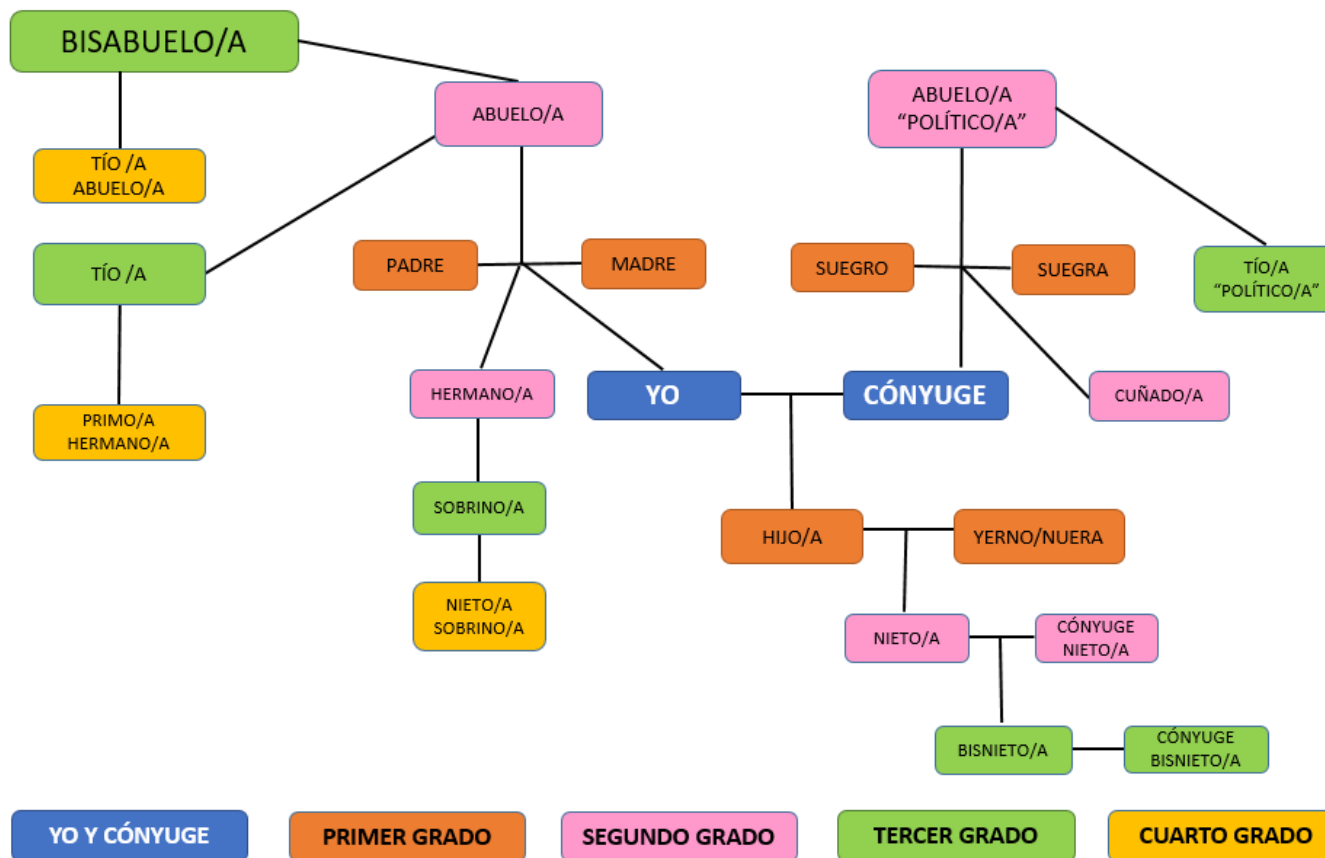 BISABUELO/A
ABUELO/A
ABUELO/A
“POLÍTICO/A”
TÍO /A
ABUELO/A
TÍO /A
PADRE
MADRE
SUEGRO
SUEGRA
TÍO/A
“POLÍTICO/A”
HERMANO/A
YO
CÓNYUGE
CUÑADO/A
PRIMO/A
HERMANO/A
SOBRINO/A
HIJO/A
YERNO/NUERA
NIETO/A
SOBRINO/A
NIETO/A
CÓNYUGE
NIETO/A
BISNIETO/A
CÓNYUGE
BISNIETO/A
YO Y CÓNYUGE
PRIMER GRADO
SEGUNDO GRADO
TERCER GRADO
CUARTO GRADO